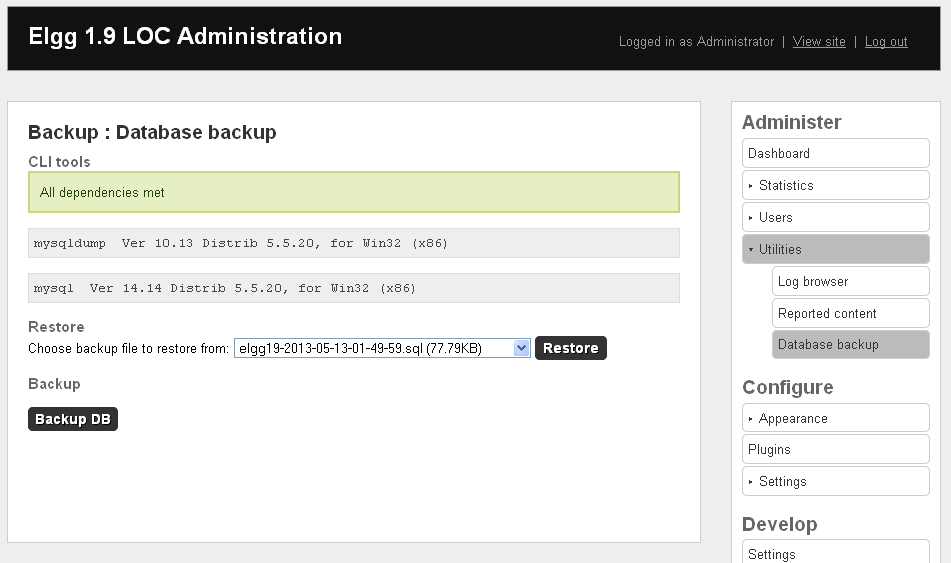 Elgg 1.9 LOC Administration
Logged in as Administrator | View site | Log out
Backup : Database backup
CLI tools
All dependencies met
mysqldump  Ver 10.13 Distrib 5.5.20, for Win32 (x86)
mysql  Ver 14.14 Distrib 5.5.20, for Win32 (x86)
Restore
Choose backup file to restore from: elgg19-2013-05-13-01-49-59.sql (77.79KB) Restore
Backup
Backup DB
Administer
Dashboard
Statistics
Users
Utilities
Log browser
Reported content
Database backup
Configure
Appearance
Plugins
Settings
Develop
Settings